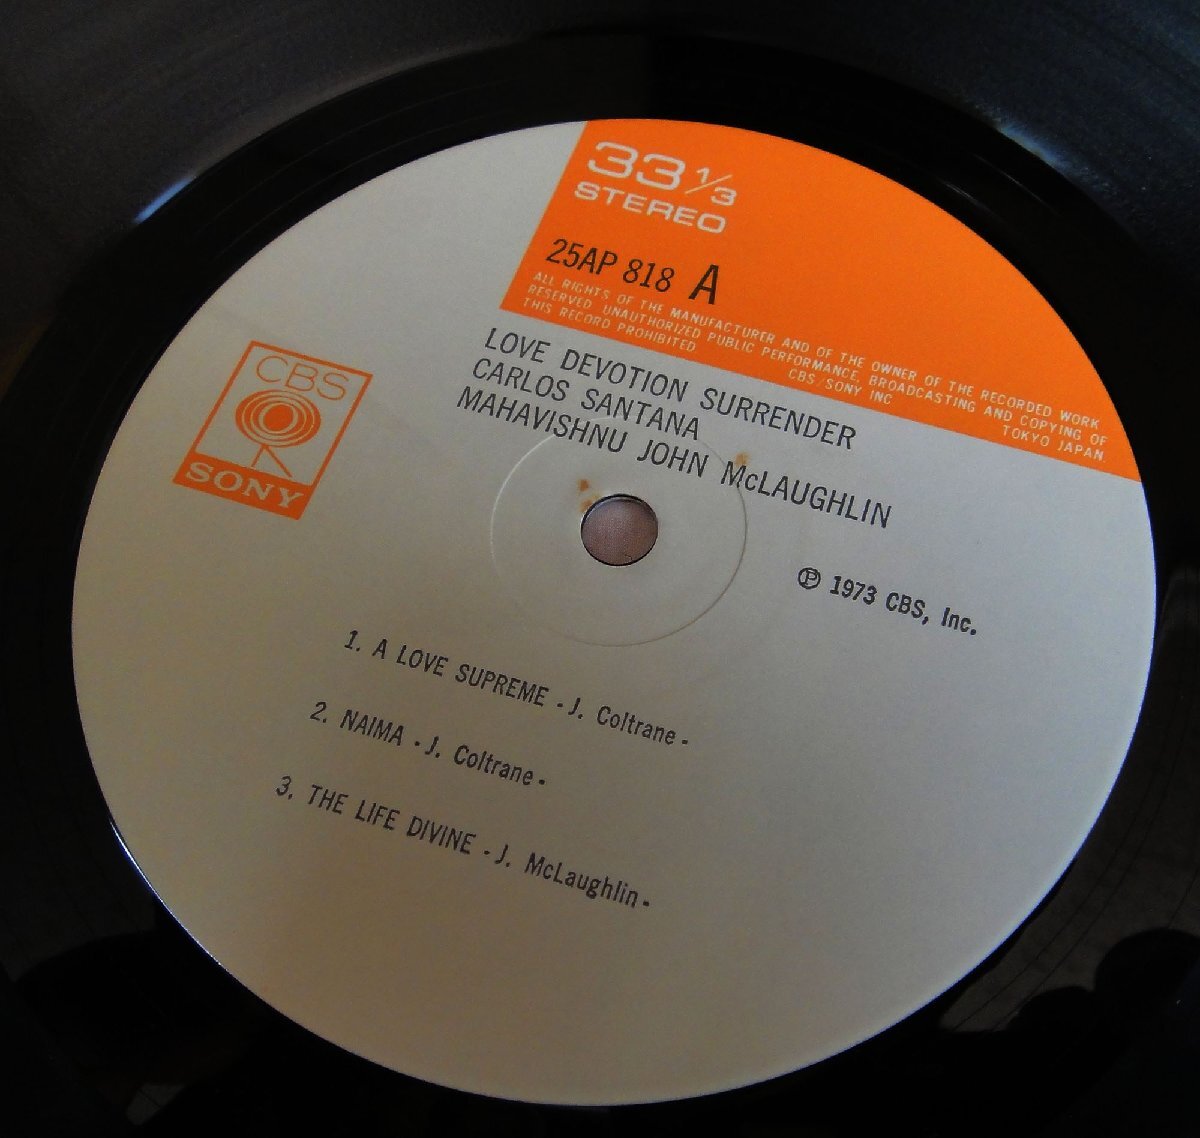 33 1/3
STEREO
25AP 818 A
ALL RIGHTS OF THE MANUFACTURER AND OF THE OWNER OF THE RECORDED WORK
RESERVED UNAUTHORIZED PUBLIC PERFORMANCE, BROADCASTING AND COPYING OF
THIS RECORD PROHIBITED CBS/SONY INC TOKYO JAPAN
CBS
SONY
LOVE DEVOTION SURRENDER
CARLOS SANTANA
MAHAVISHNU JOHN McLAUGHLIN
Ⓟ 1973 CBS, Inc.
1. A LOVE SUPREME - J. Coltrane -
2. NAIMA - J. Coltrane -
3. THE LIFE DIVINE - J. McLaughlin -